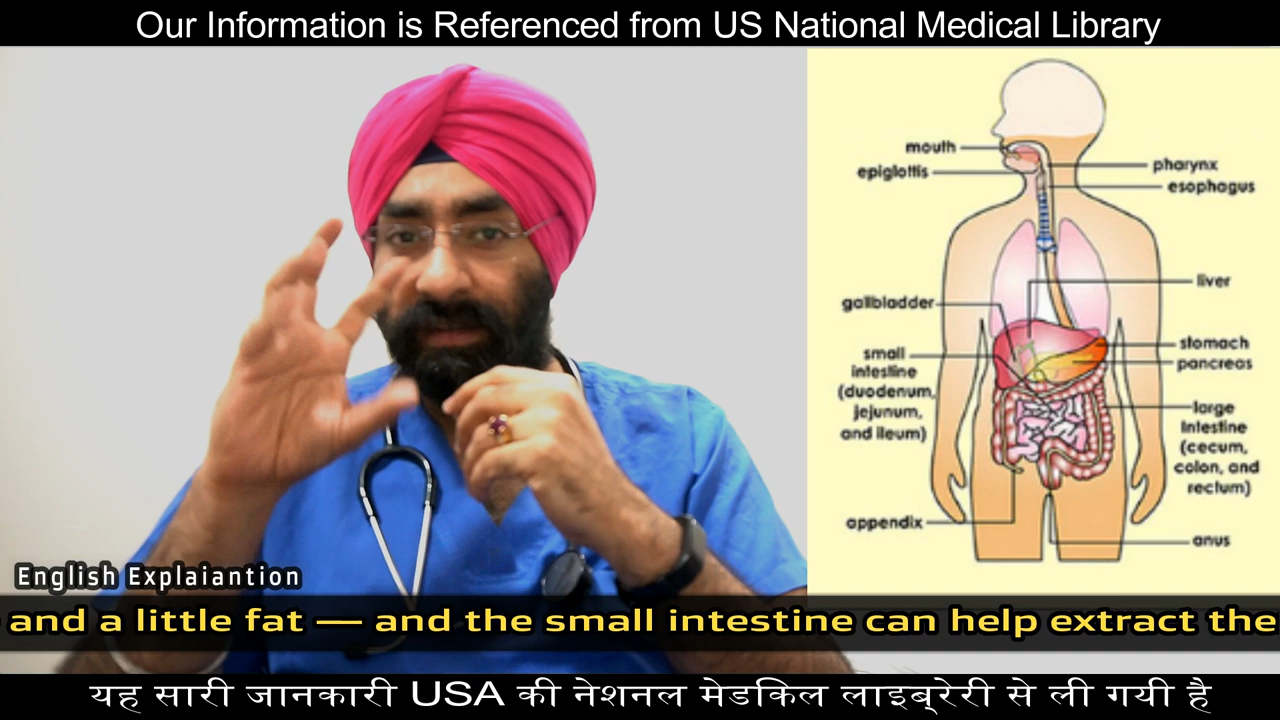 Our Information is Referenced from US National Medical Library
mouth
epiglottis
pharynx
esophagus
liver
gallbladder
small
intestine
(duodenum,
jejunum,
and ileum)
stomach
pancreas
large
intestine
(cecum,
colon, and
rectum)
appendix
anus
English Explaiantion
and a little fat — and the small intestine can help extract the
यह सारी जानकारी USA की नेशनल मेडकिल लाइब्रेरी से ली गयी है